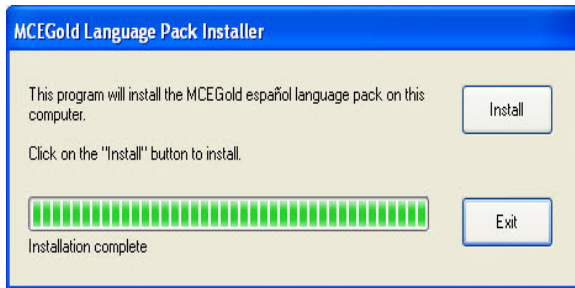 MCEGold Language Pack Installer
This program will install the MCEGold español language pack on this
computer.
Install
Click on the "Install" button to install.
Exit
Installation complete